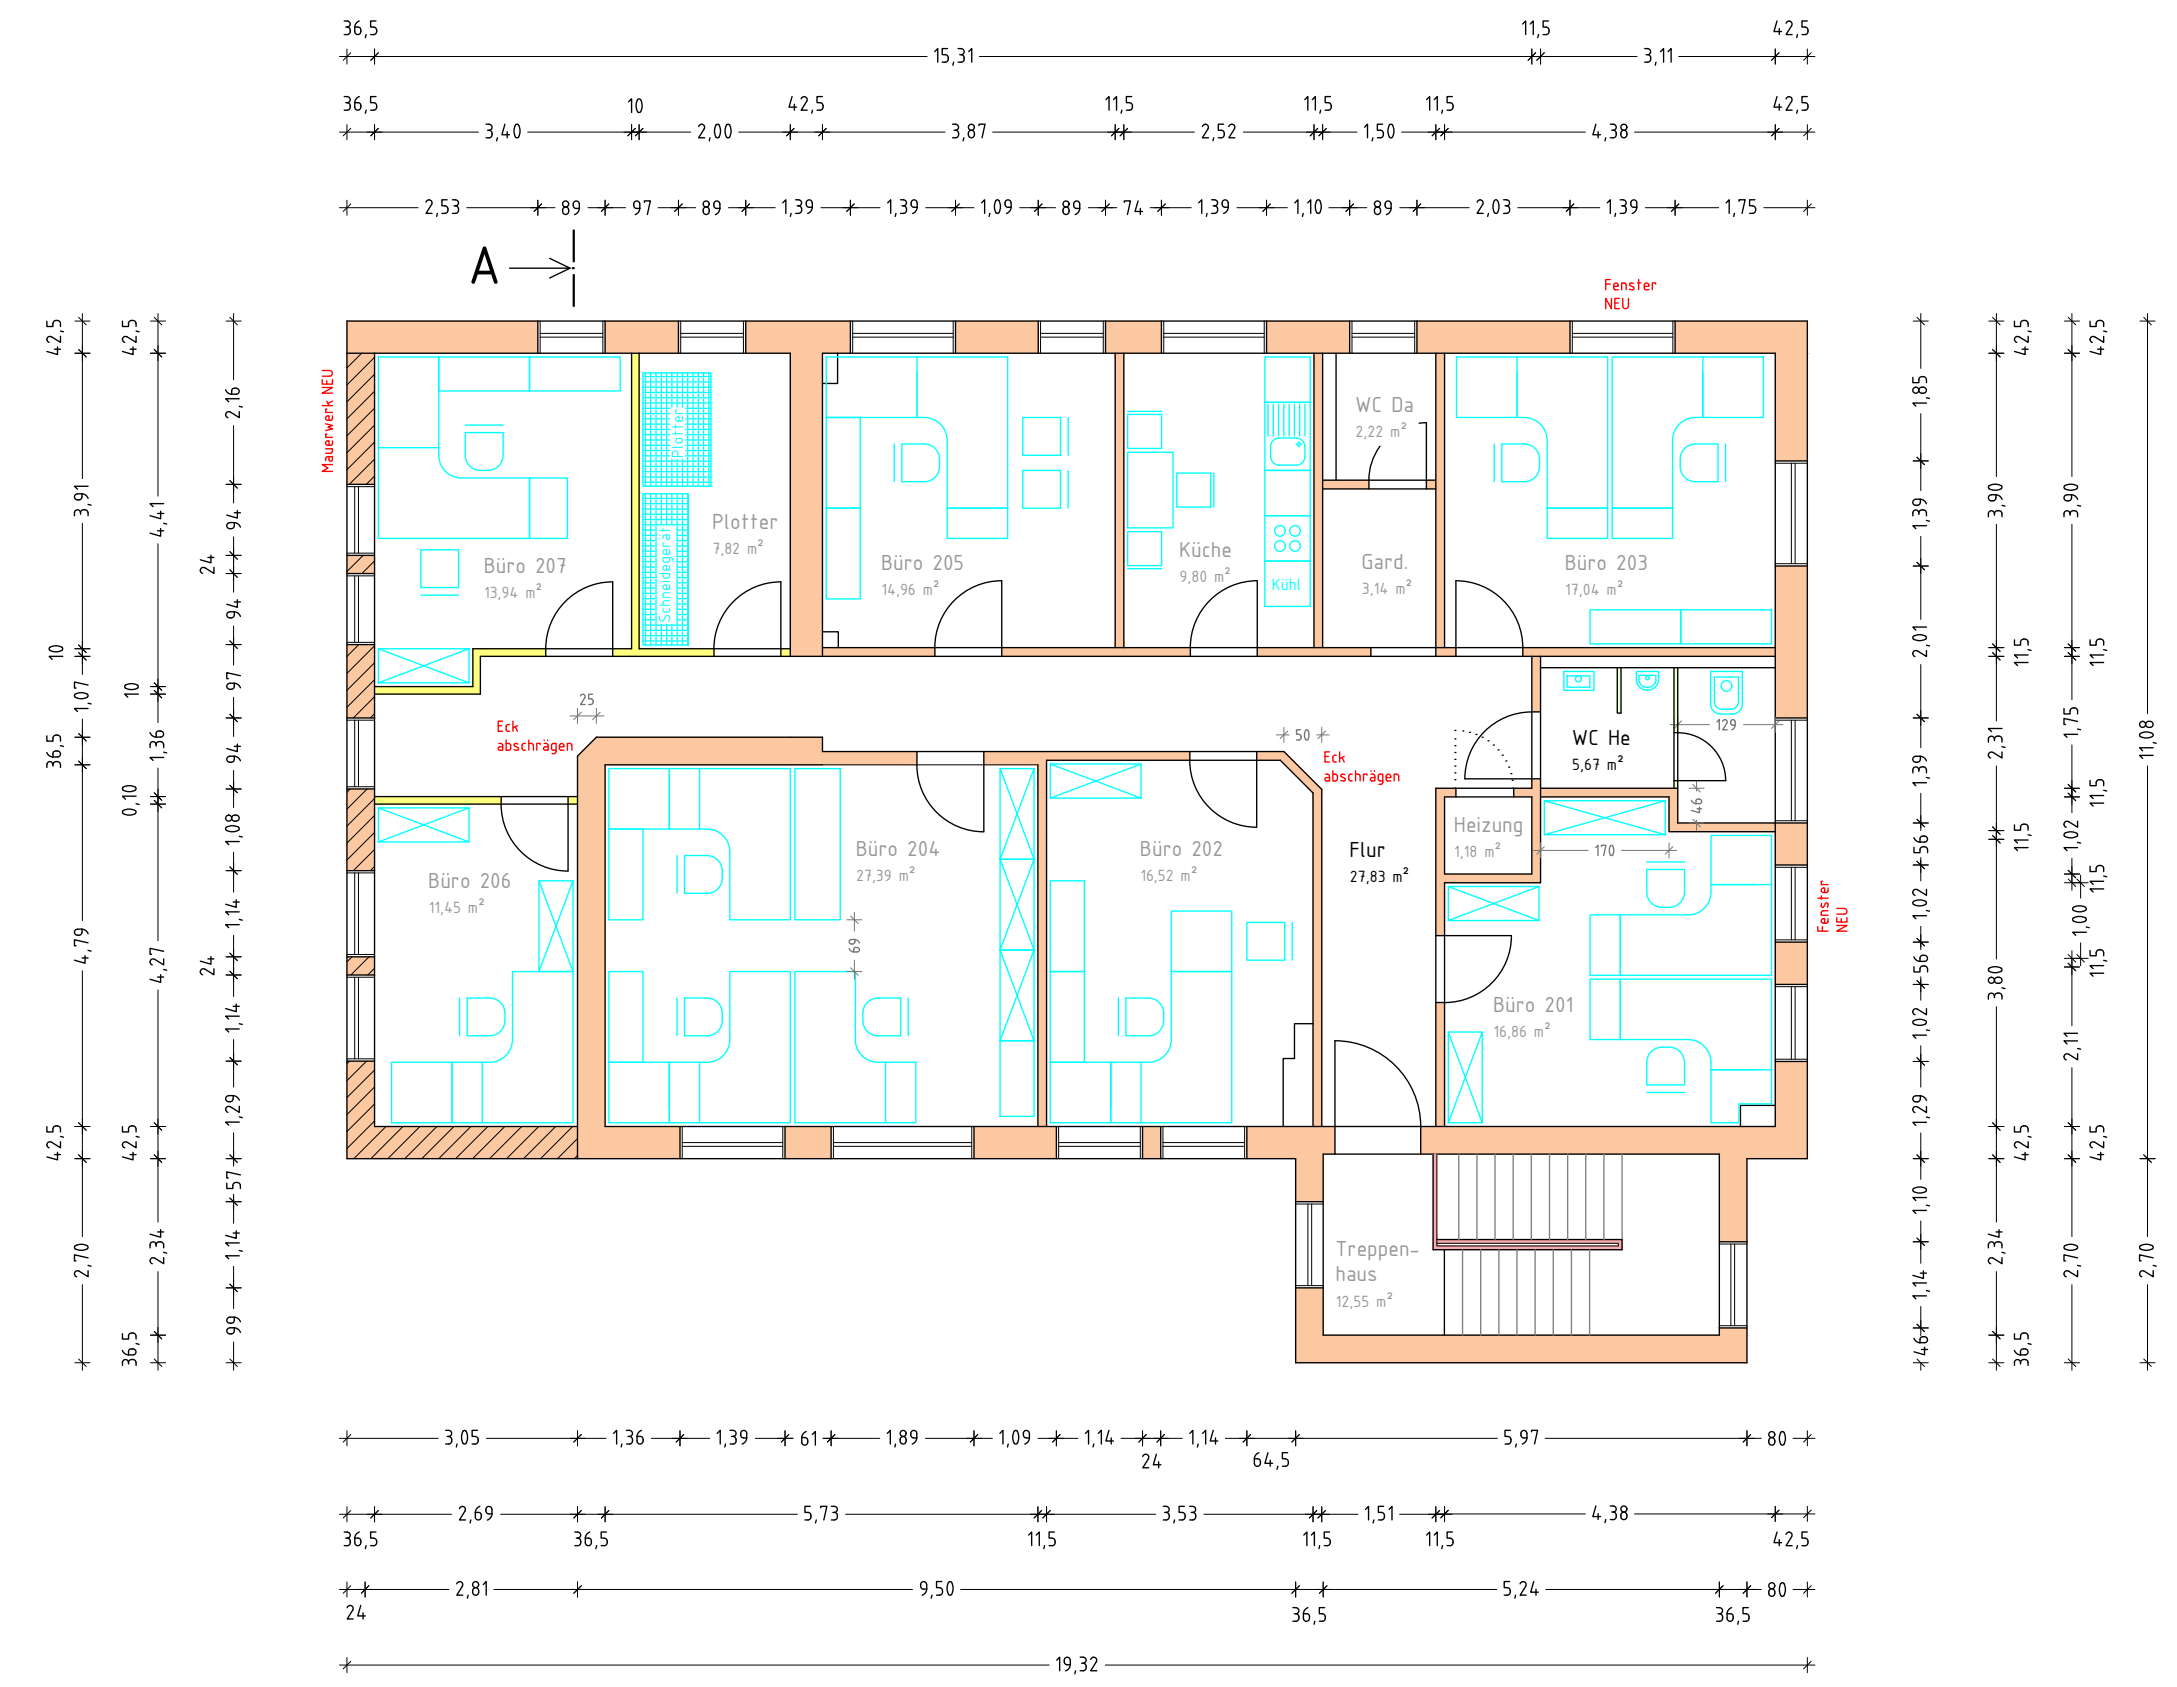 36,5 11,5 42,5
15,31 3,11
36,5 10 42,5 11,5 11,5 11,5 42,5
3,40 2,00 3,87 2,52 1,50 4,38
2,53 89 97 89 1,39 1,39 1,09 89 74 1,39 1,10 89 2,03 1,39 1,75
A
Fenster
NEU
42,5 3,91 10 1,07 36,5 4,79 42,5 2,70
42,5 4,41 10 1,36 0,10 4,27 42,5 2,34 36,5
2,16 94 24 94 97 94 1,08 1,14 24 1,14 1,29 57 1,14 99
Mauerwerk NEU
Büro 207
13,94 m²
Plotter
Schneidegerät
Plotter
7,82 m²
Büro 205
14,96 m²
Küche
9,80 m²
Kühl
WC Da
2,22 m²
Gard.
3,14 m²
Büro 203
17,04 m²
25
Eck
abschrägen
50
Eck
abschrägen
WC He
5,67 m²
129
46
Heizung
1,18 m²
170
Flur
27,83 m²
Büro 206
11,45 m²
Büro 204
27,39 m²
69
Büro 202
16,52 m²
Büro 201
16,86 m²
Fenster
NEU
Treppen-
haus
12,55 m²
1,85 1,39 2,01 1,39 56 1,02 56 1,02 1,29 1,10 1,14 46
42,5 3,90 11,5 2,31 11,5 3,80 42,5 2,34 36,5
42,5 3,90 11,5 1,75 11,5 1,02 11,5 1,00 11,5 2,11 42,5 2,70
11,08 2,70
3,05 1,36 1,39 61 1,89 1,09 1,14 1,14 5,97 80
24 64,5
2,69 5,73 3,53 1,51 4,38
36,5 36,5 11,5 11,5 11,5 42,5
2,81 9,50 5,24 80
24 36,5 36,5
19,32